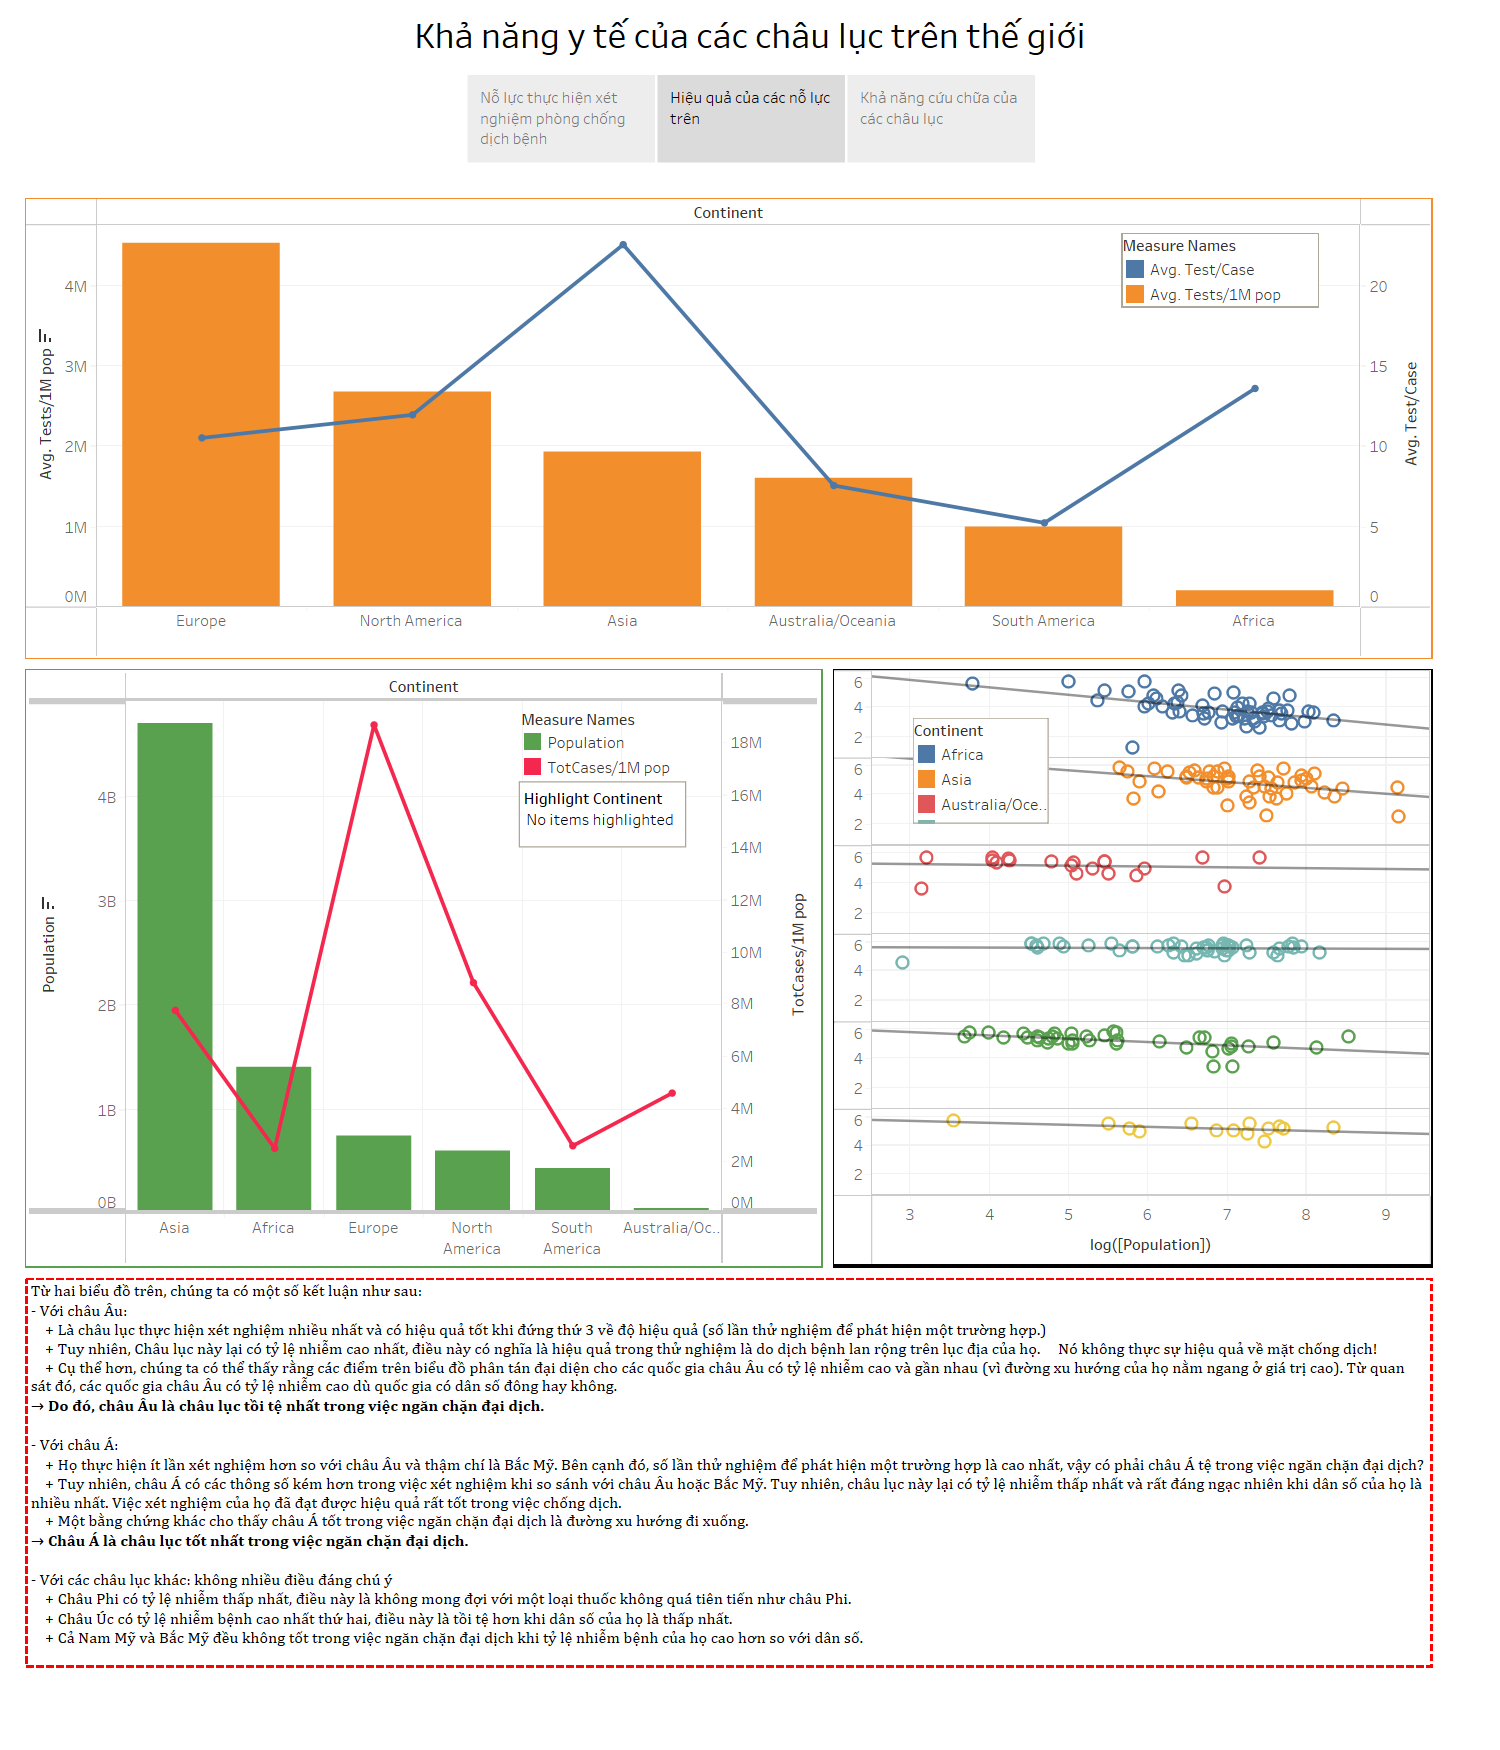 Khả năng y tế của các châu lục trên thế giới
Nỗ lực thực hiện xét
nghiệm phòng chống
dịch bệnh
Hiệu quả của các nỗ lực
trên
Khả năng cứu chữa của
các châu lục
Continent
Measure Names
Avg. Test/Case
Avg. Tests/1M pop
Avg. Tests/1M pop
4M
3M
2M
1M
0M
20
15
10
5
0
Avg. Test/Case
Europe
North America
Asia
Australia/Oceania
South America
Africa
Continent
Measure Names
Population
TotCases/1M pop
Highlight Continent
No items highlighted
Population
4B
3B
2B
1B
0B
18M
16M
14M
12M
10M
8M
6M
4M
2M
0M
TotCases/1M pop
Asia
Africa
Europe
North
America
South
America
Australia/Oc..
6
4
2
6
4
2
6
4
2
6
4
2
6
4
2
6
4
2
Continent
Africa
Asia
Australia/Oce..
3
4
5
6
7
8
9
log([Population])
Từ hai biểu đồ trên, chúng ta có một số kết luận như sau:
- Với châu Âu:
+ Là châu lục thực hiện xét nghiệm nhiều nhất và có hiệu quả tốt khi đứng thứ 3 về độ hiệu quả (số lần thử nghiệm để phát hiện một trường hợp.)
+ Tuy nhiên, Châu lục này lại có tỷ lệ nhiễm cao nhất, điều này có nghĩa là hiệu quả trong thử nghiệm là do dịch bệnh lan rộng trên lục địa của họ. Nó không thực sự hiệu quả về mặt chống dịch!
+ Cụ thể hơn, chúng ta có thể thấy rằng các điểm trên biểu đồ phân tán đại diện cho các quốc gia châu Âu có tỷ lệ nhiễm cao và gần nhau (vì đường xu hướng của họ nằm ngang ở giá trị cao). Từ quan
sát đó, các quốc gia châu Âu có tỷ lệ nhiễm cao dù quốc gia có dân số đông hay không.
→ Do đó, châu Âu là châu lục tồi tệ nhất trong việc ngăn chặn đại dịch.
- Với châu Á:
+ Họ thực hiện ít lần xét nghiệm hơn so với châu Âu và thậm chí là Bắc Mỹ. Bên cạnh đó, số lần thử nghiệm để phát hiện một trường hợp là cao nhất, vậy có phải châu Á tệ trong việc ngăn chặn đại dịch?
+ Tuy nhiên, châu Á có các thông số kém hơn trong việc xét nghiệm khi so sánh với châu Âu hoặc Bắc Mỹ. Tuy nhiên, châu lục này lại có tỷ lệ nhiễm thấp nhất và rất đáng ngạc nhiên khi dân số của họ là
nhiều nhất. Việc xét nghiệm của họ đã đạt được hiệu quả rất tốt trong việc chống dịch.
+ Một bằng chứng khác cho thấy châu Á tốt trong việc ngăn chặn đại dịch là đường xu hướng đi xuống.
→ Châu Á là châu lục tốt nhất trong việc ngăn chặn đại dịch.
- Với các châu lục khác: không nhiều điều đáng chú ý
+ Châu Phi có tỷ lệ nhiễm thấp nhất, điều này là không mong đợi với một loại thuốc không quá tiên tiến như châu Phi.
+ Châu Úc có tỷ lệ nhiễm bệnh cao nhất thứ hai, điều này là tồi tệ hơn khi dân số của họ là thấp nhất.
+ Cả Nam Mỹ và Bắc Mỹ đều không tốt trong việc ngăn chặn đại dịch khi tỷ lệ nhiễm bệnh của họ cao hơn so với dân số.